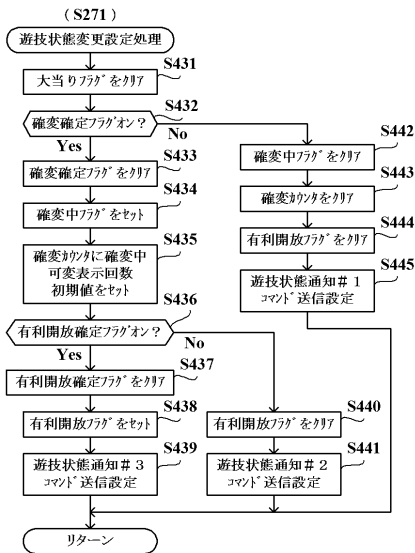 (S271)
遊技状態変更設定処理
S431
大当りフラグをクリア
S432
確変確定フラグオン？
Yes
No
S433
確変確定フラグをクリア
S434
確変中フラグをセット
S435
確変カウンタに確変中
可変表示回数
初期値をセット
S436
有利開放確定フラグオン？
Yes
No
S437
有利開放確定フラグをクリア
S438
有利開放フラグをセット
S439
遊技状態通知＃３
コマンド送信設定
S440
有利開放フラグをクリア
S441
遊技状態通知＃２
コマンド送信設定
S442
確変中フラグをクリア
S443
確変カウンタをクリア
S444
有利開放フラグをクリア
S445
遊技状態通知＃１
コマンド送信設定
リターン